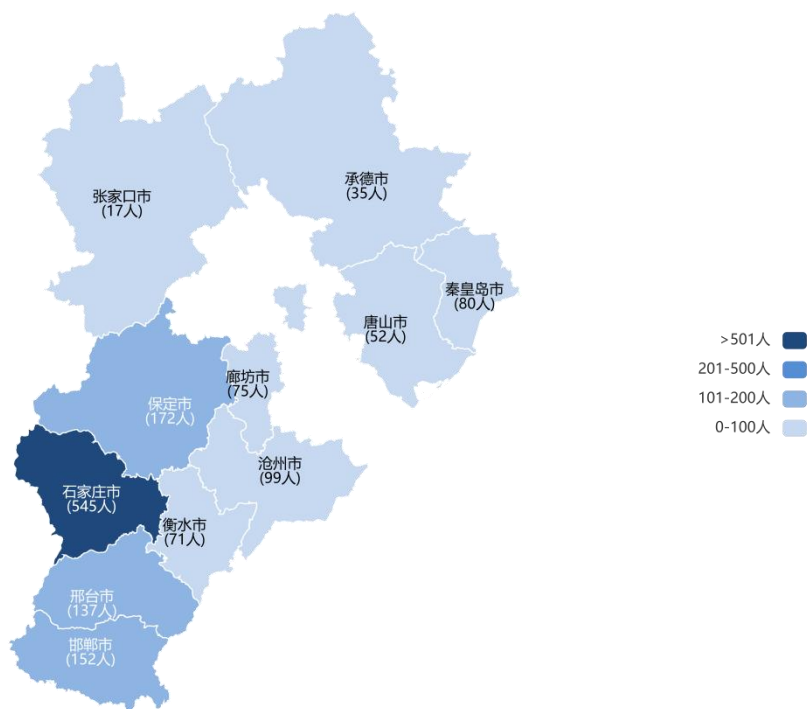 张家口市
(17人)
承德市
(35人)
秦皇岛市
(80人)
唐山市
(52人)
廊坊市
(75人)
保定市
(172人)
沧州市
(99人)
石家庄市
(545人)
衡水市
(71人)
邢台市
(137人)
邯郸市
(152人)
>501人
201-500人
101-200人
0-100人